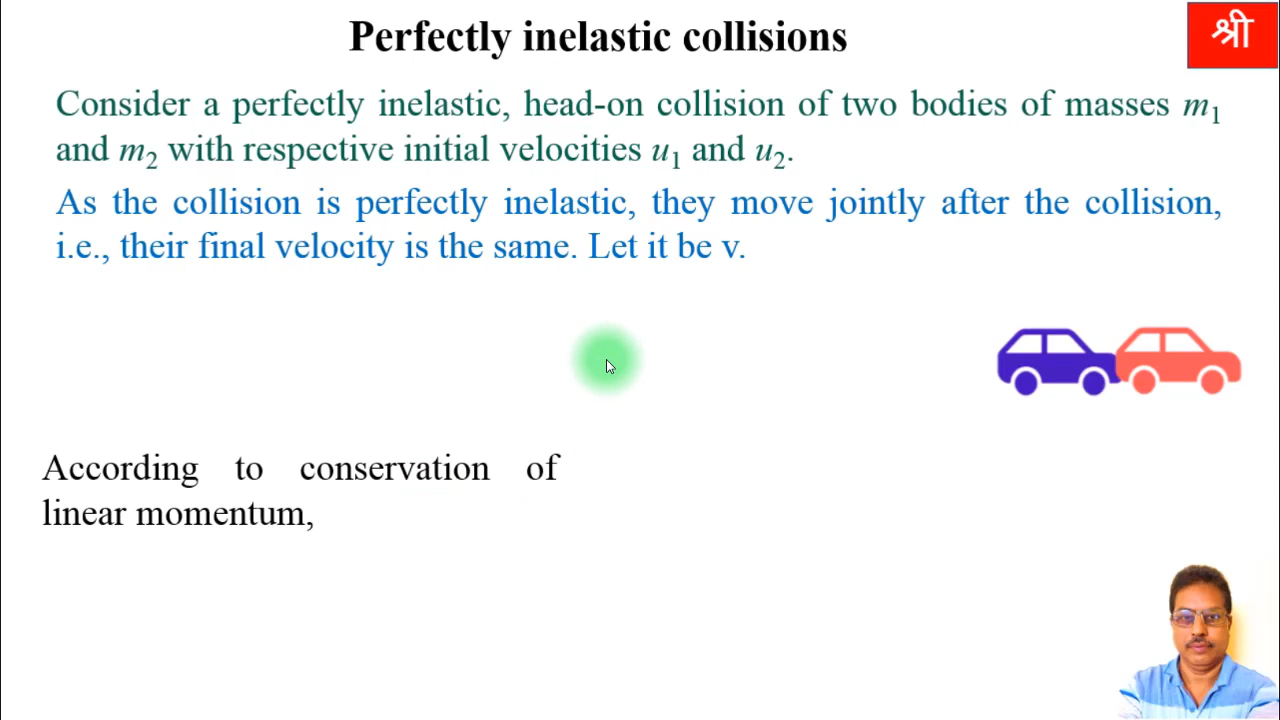 Perfectly inelastic collisions
श्री
Consider a perfectly inelastic, head-on collision of two bodies of masses m₁
and m₂ with respective initial velocities u₁ and u₂.
As the collision is perfectly inelastic, they move jointly after the collision,
i.e., their final velocity is the same. Let it be v.
According to conservation of
linear momentum,